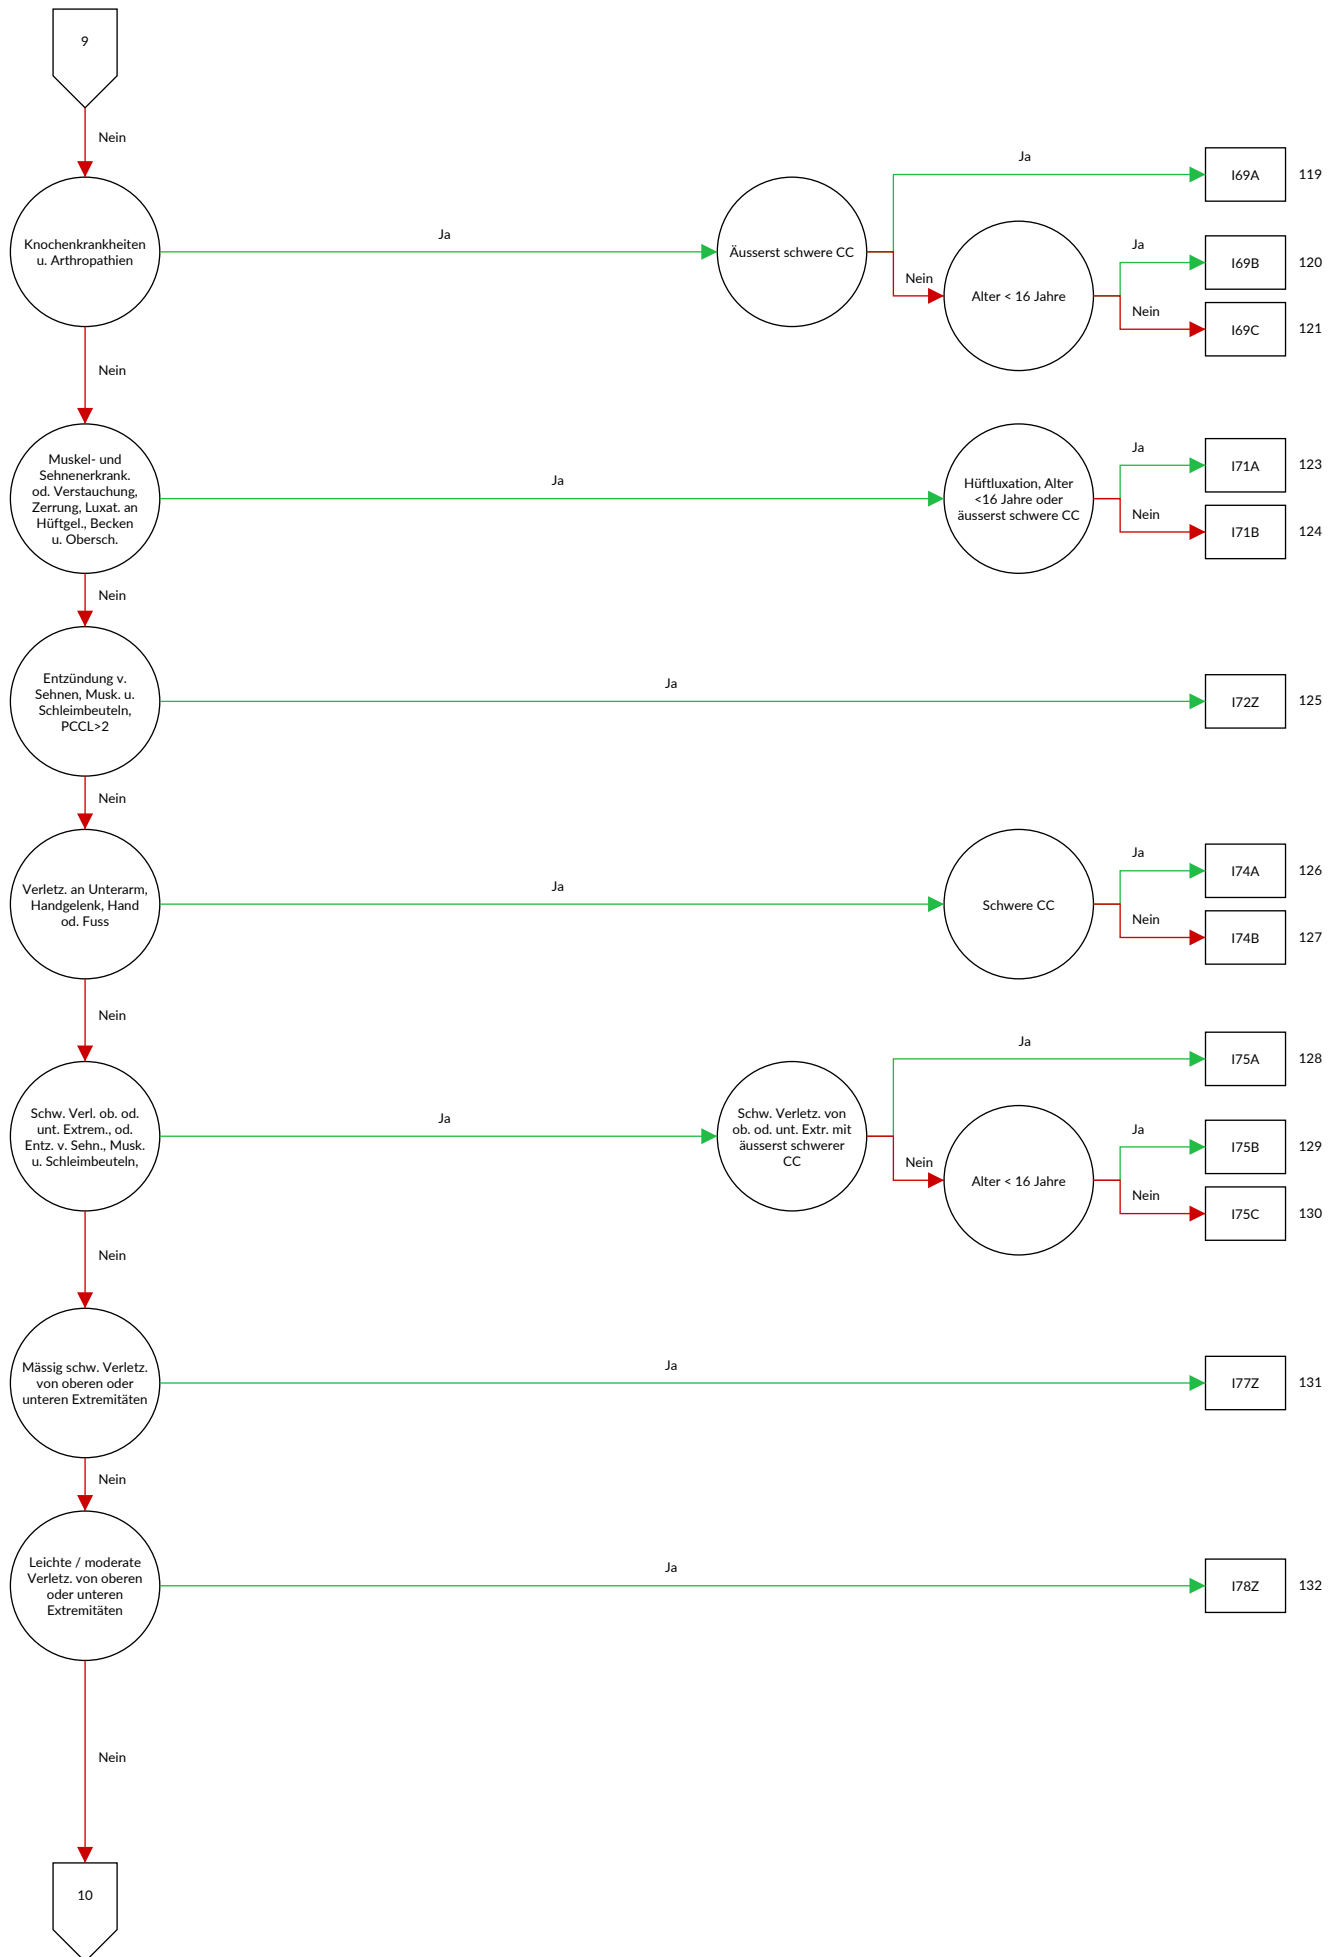 9
Nein
Knochenkrankheiten
u. Arthropathien
Ja
Äusserst schwere CC
Ja
I69A
119
Nein
Alter < 16 Jahre
Ja
I69B
120
Nein
I69C
121
Nein
Muskel- und
Sehnenerkrank.
od. Verstauchung,
Zerrung, Luxat. an
Hüftgel., Becken
u. Obersch.
Ja
Hüftluxation, Alter
<16 Jahre oder
äusserst schwere CC
Ja
I71A
123
Nein
I71B
124
Nein
Entzündung v.
Sehnen, Musk. u.
Schleimbeuteln,
PCCL>2
Ja
I72Z
125
Nein
Verletz. an Unterarm,
Handgelenk, Hand
od. Fuss
Ja
Schwere CC
Ja
I74A
126
Nein
I74B
127
Nein
Schw. Verl. ob. od.
unt. Extrem., od.
Entz. v. Sehn., Musk.
u. Schleimbeuteln,
Ja
Schw. Verletz. von
ob. od. unt. Extr. mit
äusserst schwerer
CC
Ja
I75A
128
Nein
Alter < 16 Jahre
Ja
I75B
129
Nein
I75C
130
Nein
Mässig schw. Verletz.
von oberen oder
unteren Extremitäten
Ja
I77Z
131
Nein
Leichte / moderate
Verletz. von oberen
oder unteren
Extremitäten
Ja
I78Z
132
Nein
10